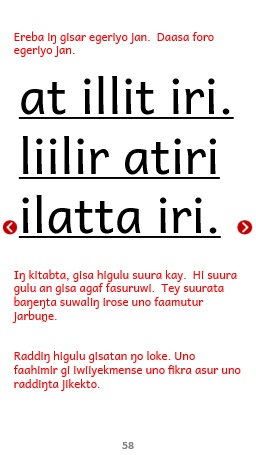 Ereba iŋ gisar egeriyo jan.  Daasa foro
egeriyo jan.
at illit iri.
liilir atiri
ilatta iri.
Iŋ kitabta, gisa higulu suura kay.  Hi suura
gulu an gisa agaf fasuruwi.  Tey suurata
baŋeŋta suwaliŋ irose uno faamutur
jarbuŋe.
Raddiŋ higulu gisatan ŋo loke. Uno
faahimir gi iwiiyekmense uno fikra asur uno
raddiŋta jikekto.
58